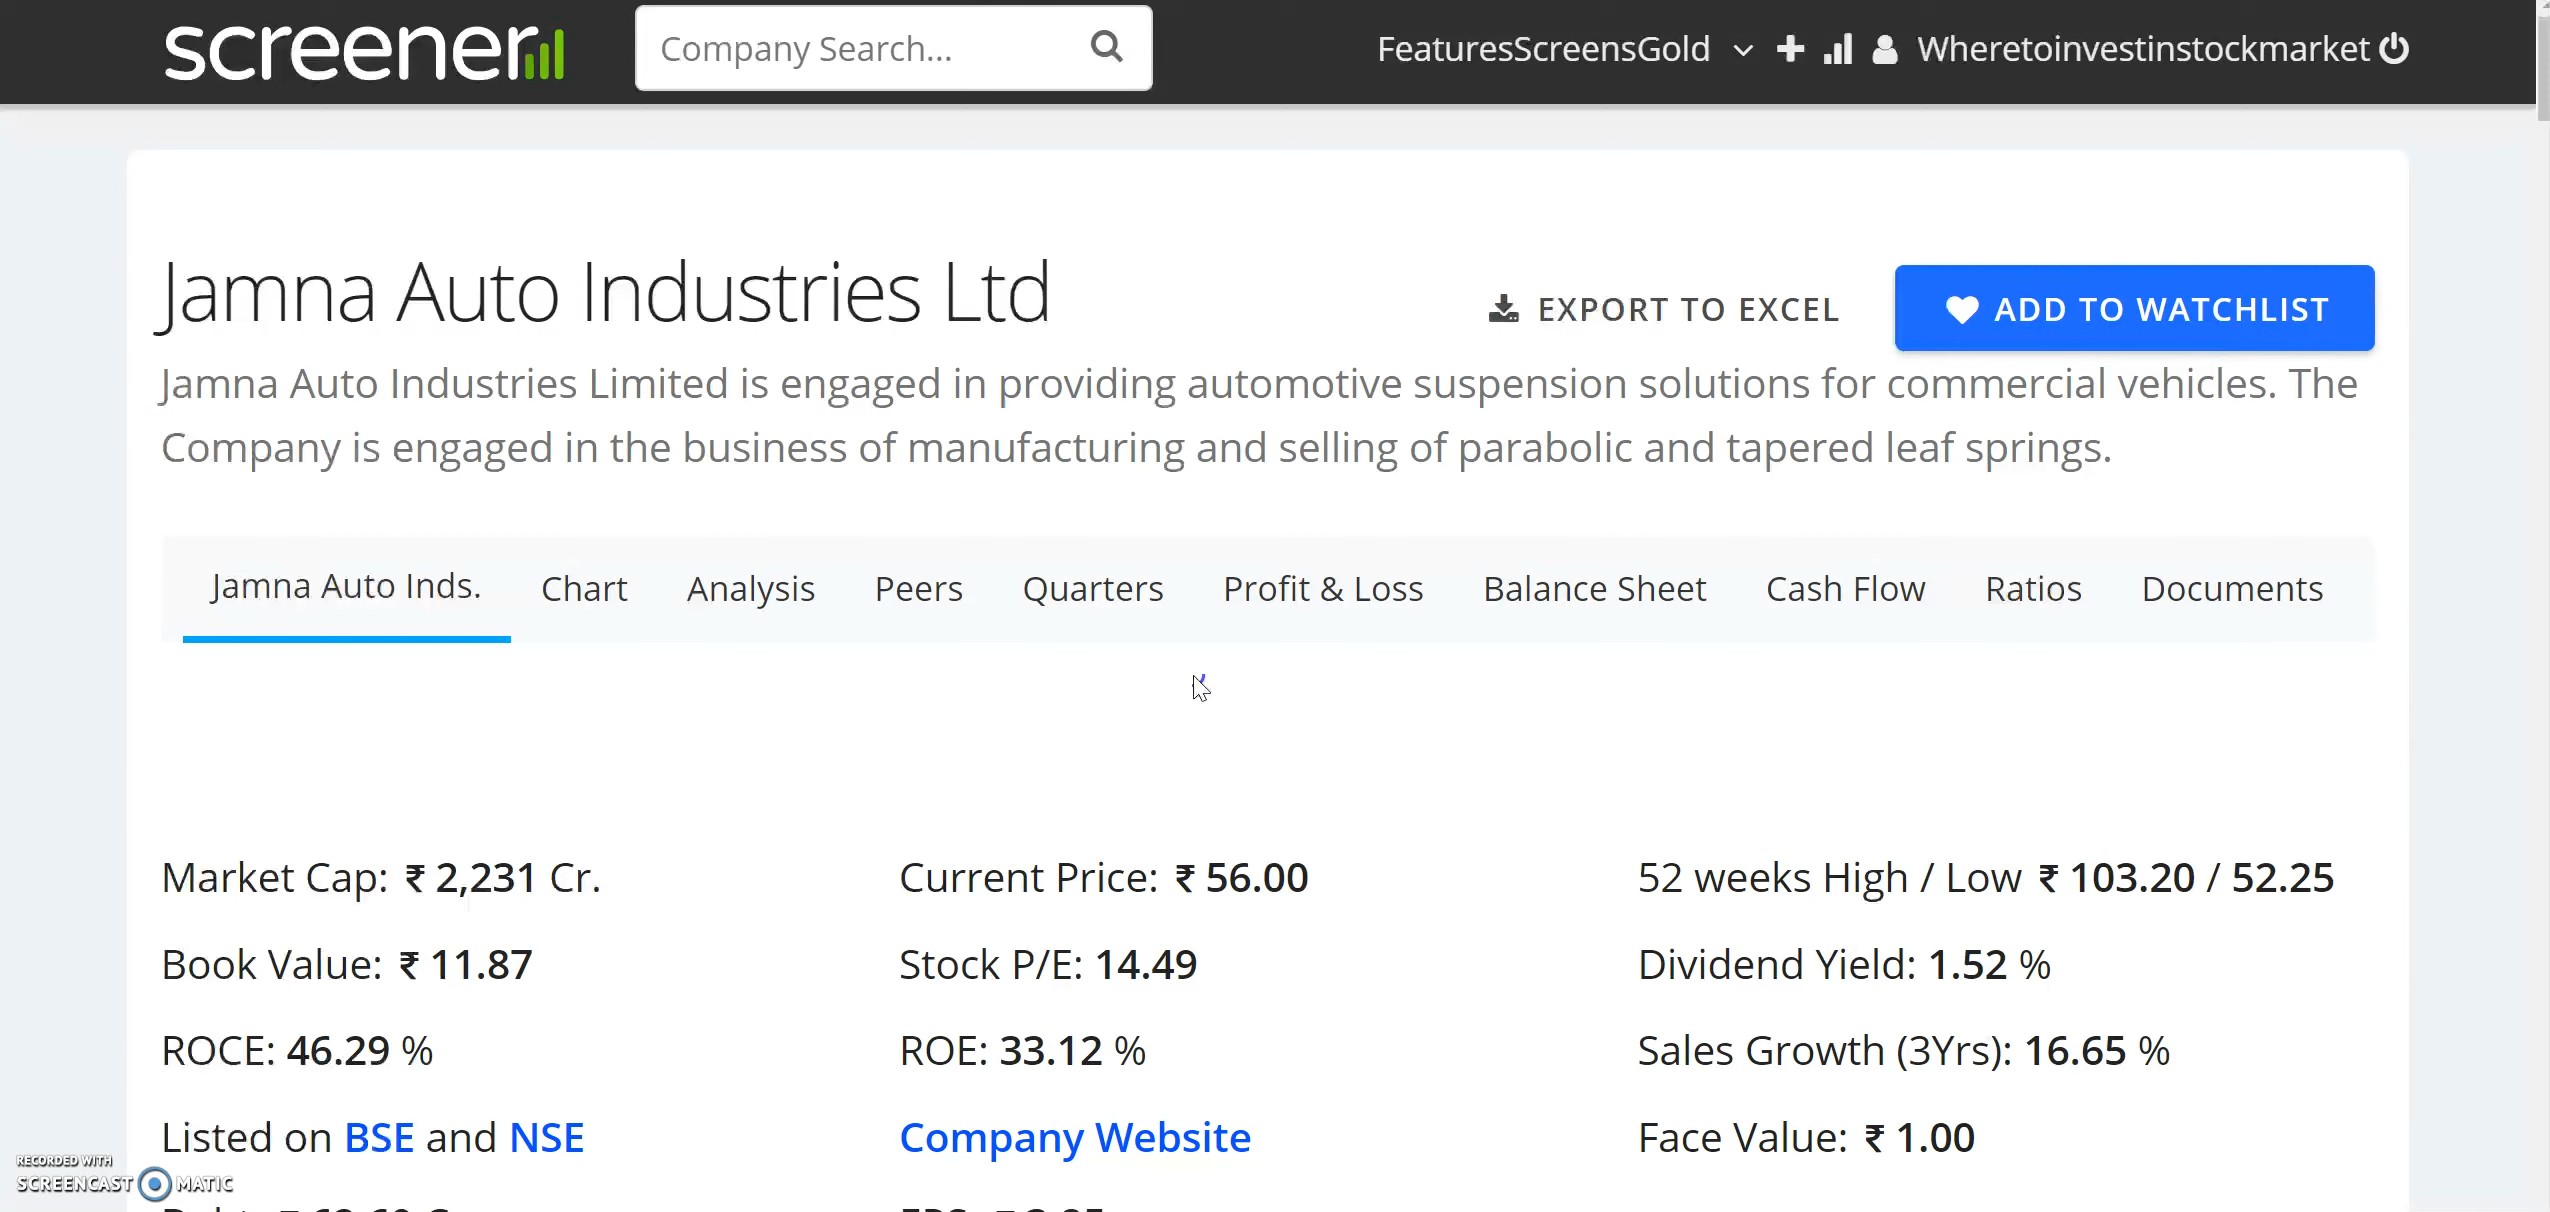 screener
Company Search...
FeaturesScreensGold
Wheretoinvestinstockmarket
Jamna Auto Industries Ltd
EXPORT TO EXCEL
ADD TO WATCHLIST
Jamna Auto Industries Limited is engaged in providing automotive suspension solutions for commercial vehicles. The
Company is engaged in the business of manufacturing and selling of parabolic and tapered leaf springs.
Jamna Auto Inds. Chart Analysis Peers Quarters Profit & Loss Balance Sheet Cash Flow Ratios Documents
Market Cap: ₹ 2,231 Cr. Current Price: ₹ 56.00 52 weeks High / Low ₹ 103.20 / 52.25
Book Value: ₹ 11.87 Stock P/E: 14.49 Dividend Yield: 1.52 %
ROCE: 46.29 % ROE: 33.12 % Sales Growth (3Yrs): 16.65 %
Listed on BSE and NSE Company Website Face Value: ₹ 1.00
RECORDED WITH
SCREENCAST MATIC